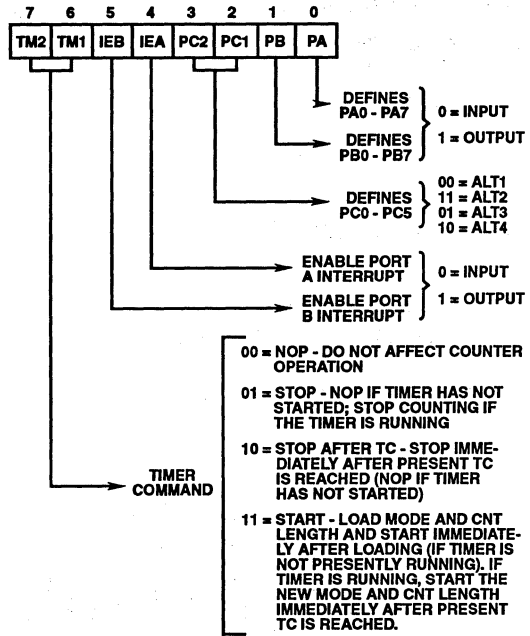 7 6 5 4 3 2 1 0
TM2 TM1 IEB IEA PC2 PC1 PB PA
DEFINES
PA0 - PA7
0 = INPUT
1 = OUTPUT
DEFINES
PB0 - PB7
DEFINES
PC0 - PC5
00 = ALT1
11 = ALT2
01 = ALT3
10 = ALT4
ENABLE PORT
A INTERRUPT
0 = INPUT
1 = OUTPUT
ENABLE PORT
B INTERRUPT
TIMER
COMMAND
00 = NOP - DO NOT AFFECT COUNTER
OPERATION
01 = STOP - NOP IF TIMER HAS NOT
STARTED; STOP COUNTING IF
THE TIMER IS RUNNING
10 = STOP AFTER TC - STOP IMME-
DIATELY AFTER PRESENT TC
IS REACHED (NOP IF TIMER
HAS NOT STARTED)
11 = START - LOAD MODE AND CNT
LENGTH AND START IMMEDIATE-
LY AFTER LOADING (IF TIMER IS
NOT PRESENTLY RUNNING). IF
TIMER IS RUNNING, START THE
NEW MODE AND CNT LENGTH
IMMEDIATELY AFTER PRESENT
TC IS REACHED.